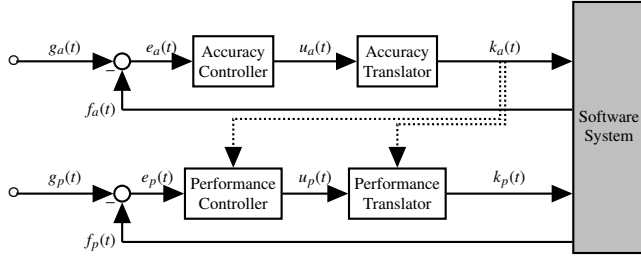 gₐ(t)
−
eₐ(t)
Accuracy
Controller
uₐ(t)
Accuracy
Translator
kₐ(t)
fₐ(t)
Software
System
gₚ(t)
−
eₚ(t)
Performance
Controller
uₚ(t)
Performance
Translator
kₚ(t)
fₚ(t)